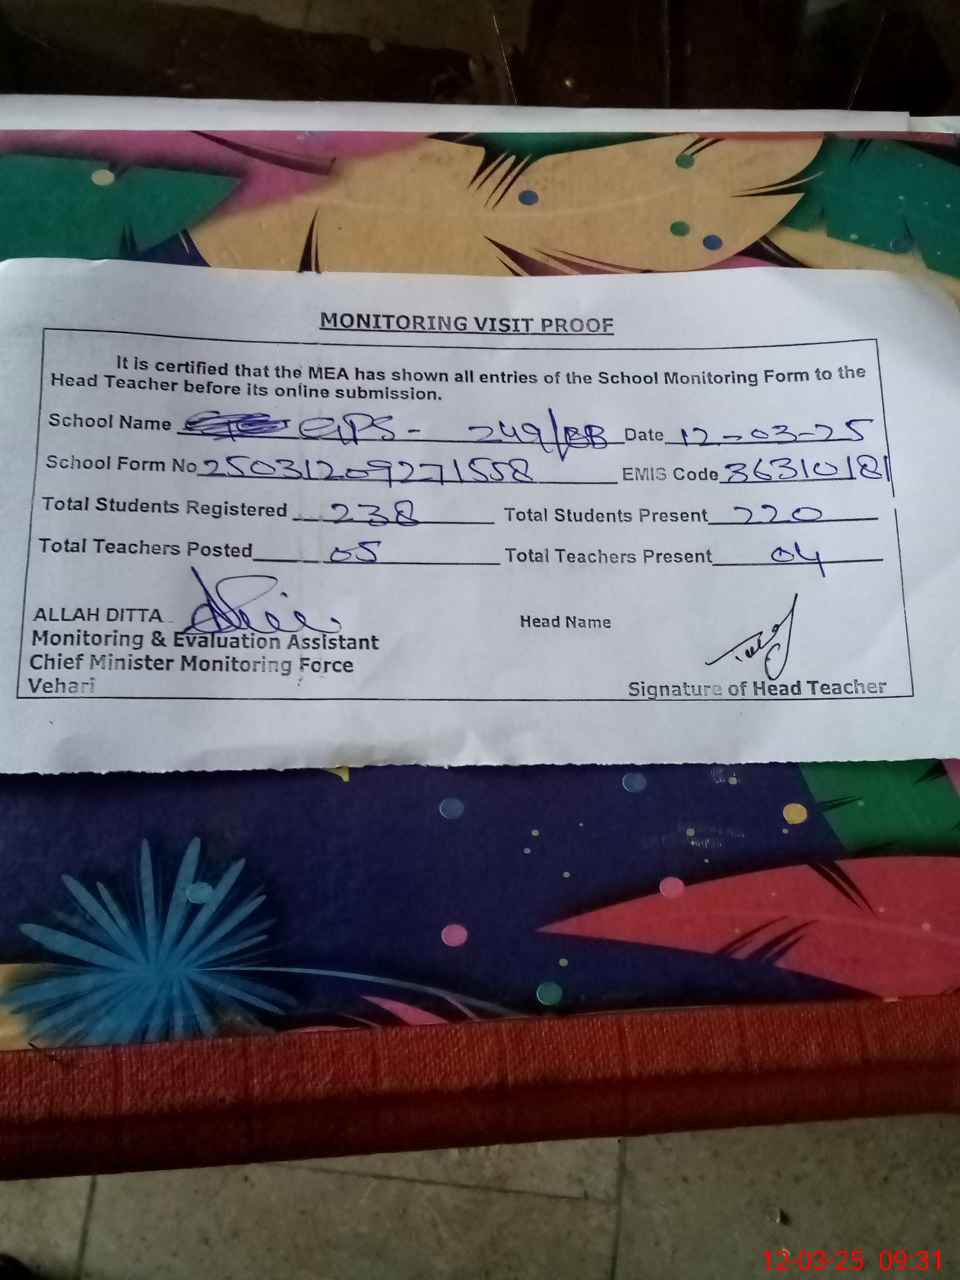 MONITORING VISIT PROOF
It is certified that the MEA has shown all entries of the School Monitoring Form to the
Head Teacher before its online submission.
School Name GPS- 249/BB Date 12-03-25
School Form No 25031209271558 EMIS Code 36310181
Total Students Registered 238 Total Students Present 220
Total Teachers Posted 05 Total Teachers Present 04
ALLAH DITTA Head Name
Monitoring & Evaluation Assistant
Chief Minister Monitoring Force
Vehari Signature of Head Teacher
12-03-25 09:31